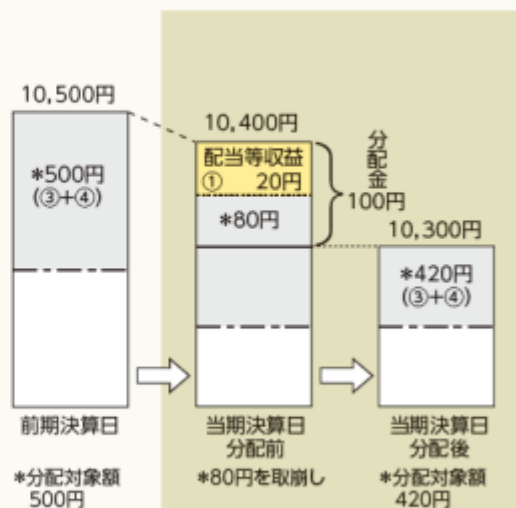 10,500円
*500円
(③+④)
前期決算日
*分配対象額
500円
10,400円
配当等収益
① 20円
*80円
分配金
100円
当期決算日
分配前
*80円を取崩し
10,300円
*420円
(③+④)
当期決算日
分配後
*分配対象額
420円